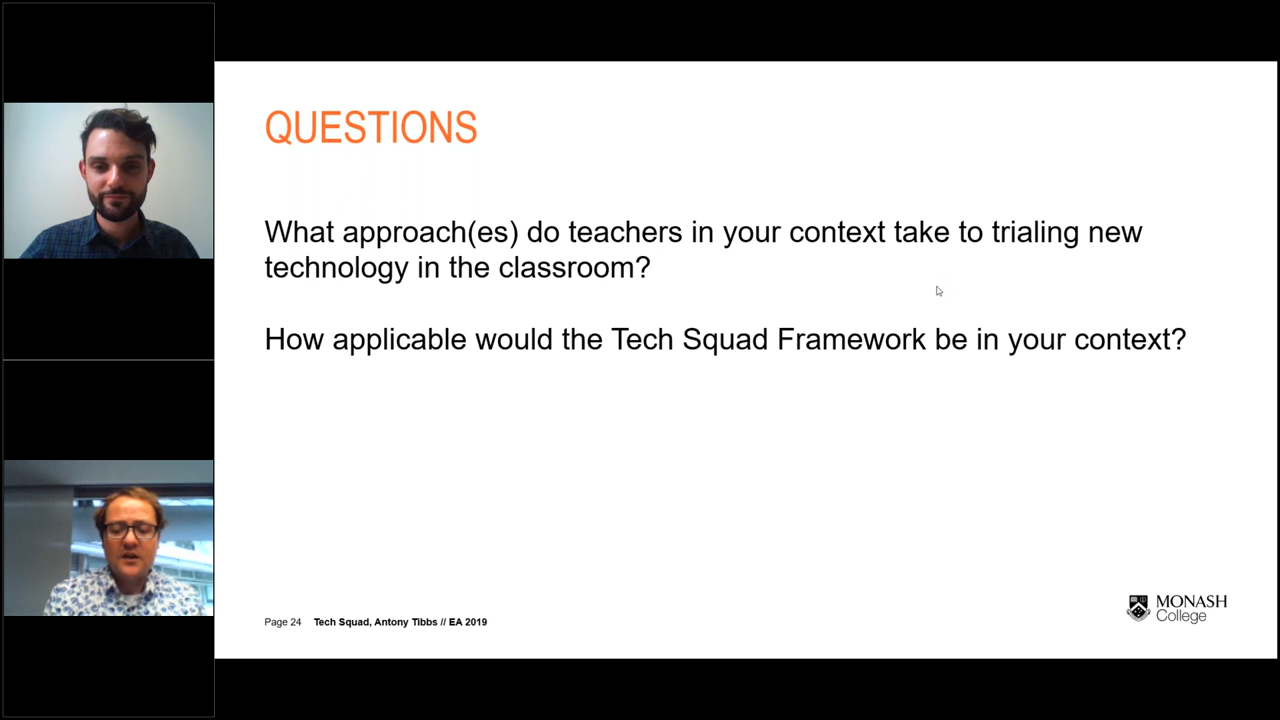 QUESTIONS
What approach(es) do teachers in your context take to trialing new
technology in the classroom?
How applicable would the Tech Squad Framework be in your context?
Page 24 Tech Squad, Antony Tibbs // EA 2019
MONASH
College